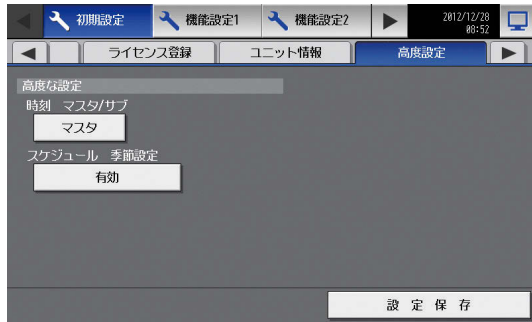 初期設定 機能設定1 機能設定2 2012/12/28
08:52
ライセンス登録 ユニット情報 高度設定
高度な設定
時刻 マスタ/サブ
マスタ
スケジュール 季節設定
有効
設定保存